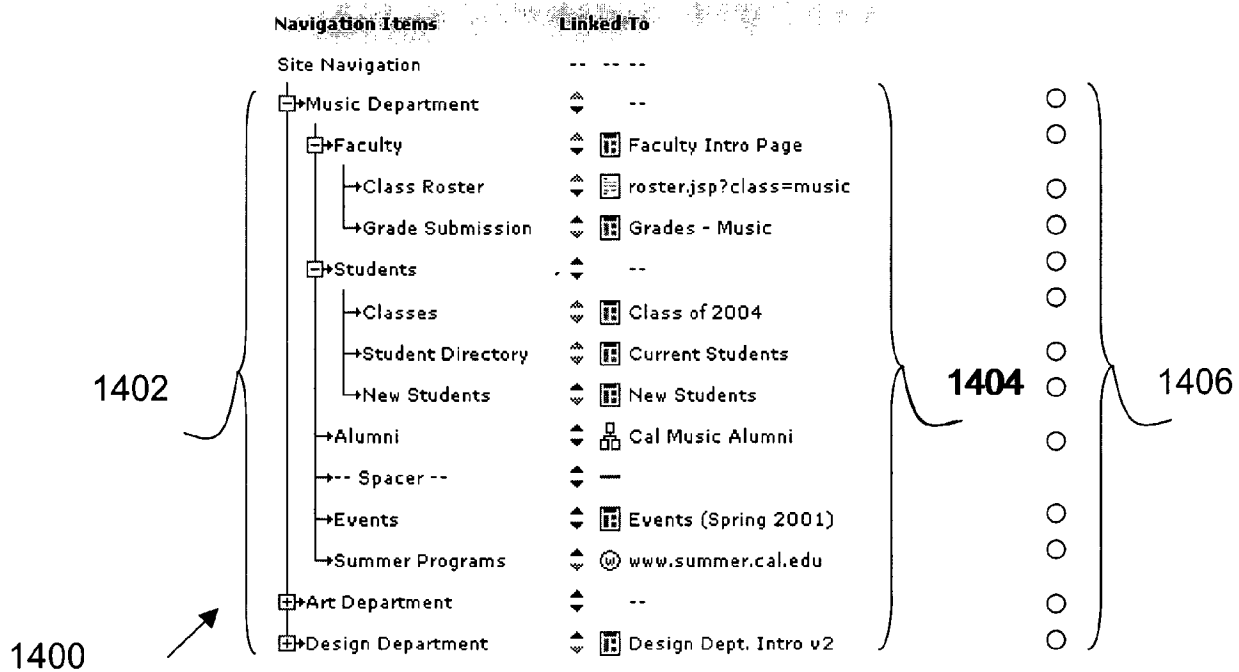 Navigation Items Linked To
Site Navigation -- -- --
Music Department --
Faculty Faculty Intro Page
Class Roster roster.jsp?class=music
Grade Submission Grades - Music
Students --
Classes Class of 2004
Student Directory Current Students
1402 1404 1406
New Students New Students
Alumni Cal Music Alumni
-- Spacer -- —
Events Events (Spring 2001)
Summer Programs www.summer.cal.edu
Art Department --
Design Department Design Dept. Intro v2
1400